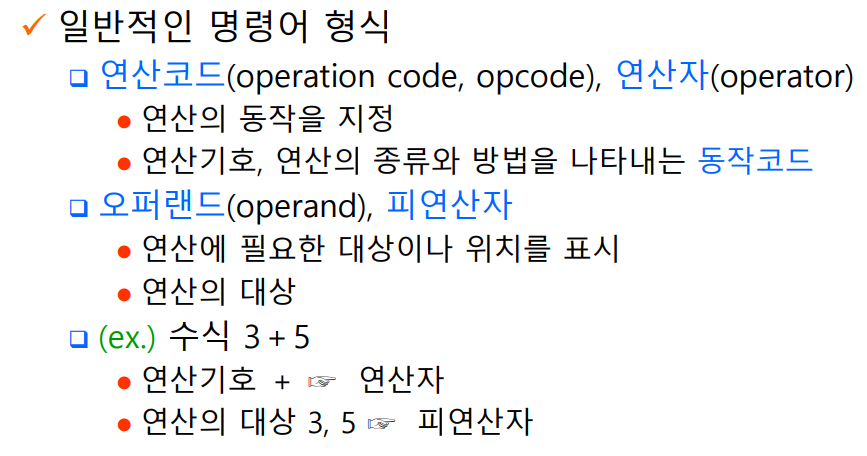 ✓ 일반적인 명령어 형식
❑ 연산코드(operation code, opcode), 연산자(operator)
● 연산의 동작을 지정
● 연산기호, 연산의 종류와 방법을 나타내는 동작코드
❑ 오퍼랜드(operand), 피연산자
● 연산에 필요한 대상이나 위치를 표시
● 연산의 대상
❑ (ex.) 수식 3 + 5
● 연산기호 + ☞ 연산자
● 연산의 대상 3, 5 ☞ 피연산자